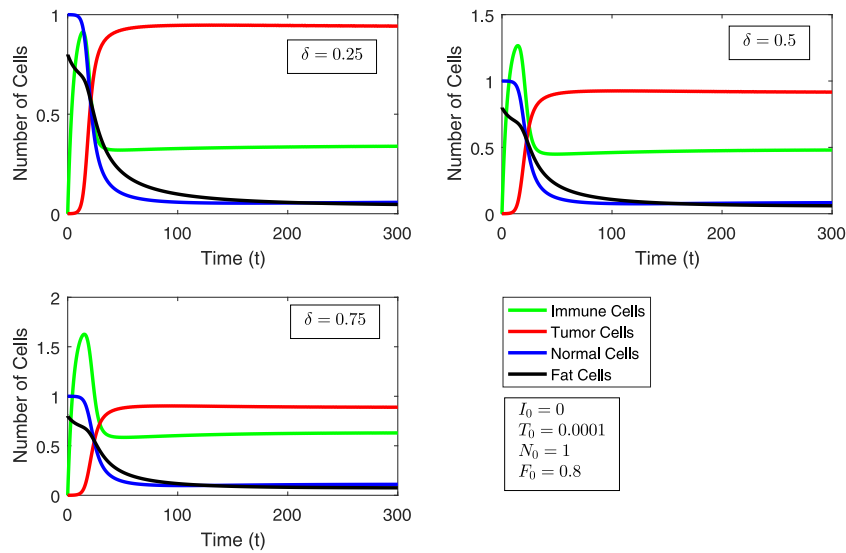 1
0.5
0
0
100
200
300
Number of Cells
Time (t)
δ = 0.25
1.5
1
0.5
0
0
100
200
300
Number of Cells
Time (t)
δ = 0.5
2
1.5
1
0.5
0
0
100
200
300
Number of Cells
Time (t)
δ = 0.75
Immune Cells
Tumor Cells
Normal Cells
Fat Cells
I₀ = 0
T₀ = 0.0001
N₀ = 1
F₀ = 0.8